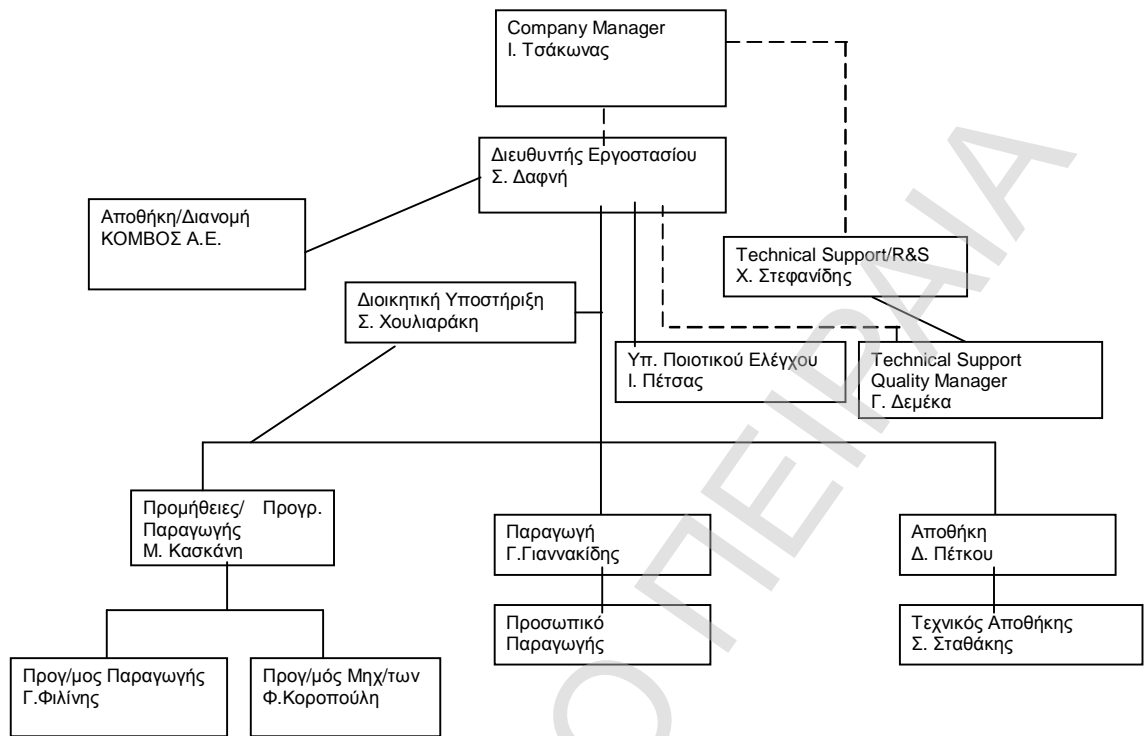 Company Manager
Ι. Τσάκωνας
Διευθυντής Εργοστασίου
Σ. Δαφνή
Αποθήκη/Διανομή
ΚΟΜΒΟΣ Α.Ε.
Technical Support/R&S
Χ. Στεφανίδης
Διοικητική Υποστήριξη
Σ. Χουλιαράκη
Υπ. Ποιοτικού Ελέγχου
Ι. Πέτσας
Technical Support
Quality Manager
Γ. Δεμέκα
Προμήθειες/ Προγρ.
Παραγωγής
Μ. Κασκάνη
Παραγωγή
Γ.Γιαννακίδης
Αποθήκη
Δ. Πέτκου
Προσωπικό
Παραγωγής
Τεχνικός Αποθήκης
Σ. Σταθάκης
Προγ/μος Παραγωγής
Γ.Φιλίνης
Προγ/μός Μηχ/των
Φ.Κοροπούλη
Ο ΠΕΙΡΑΙΑ